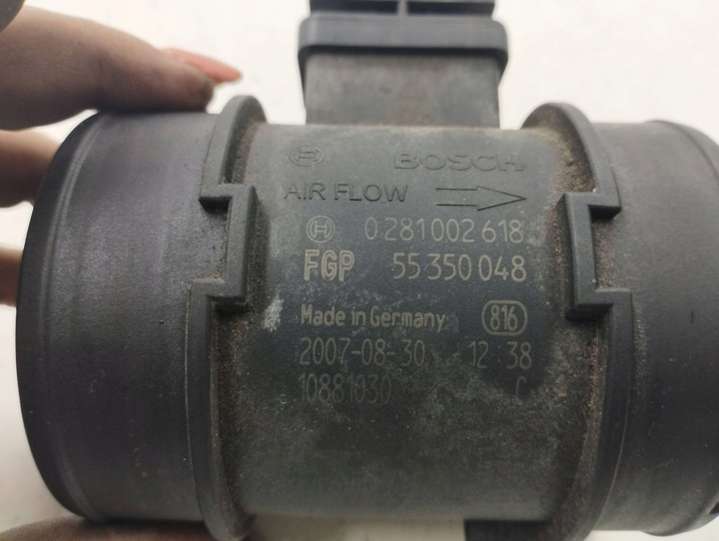 BOSCH
AIR FLOW
0 281 002 618
FGP 55 350 048
Made in Germany 816
2007-08-30 12:38
10881030 C